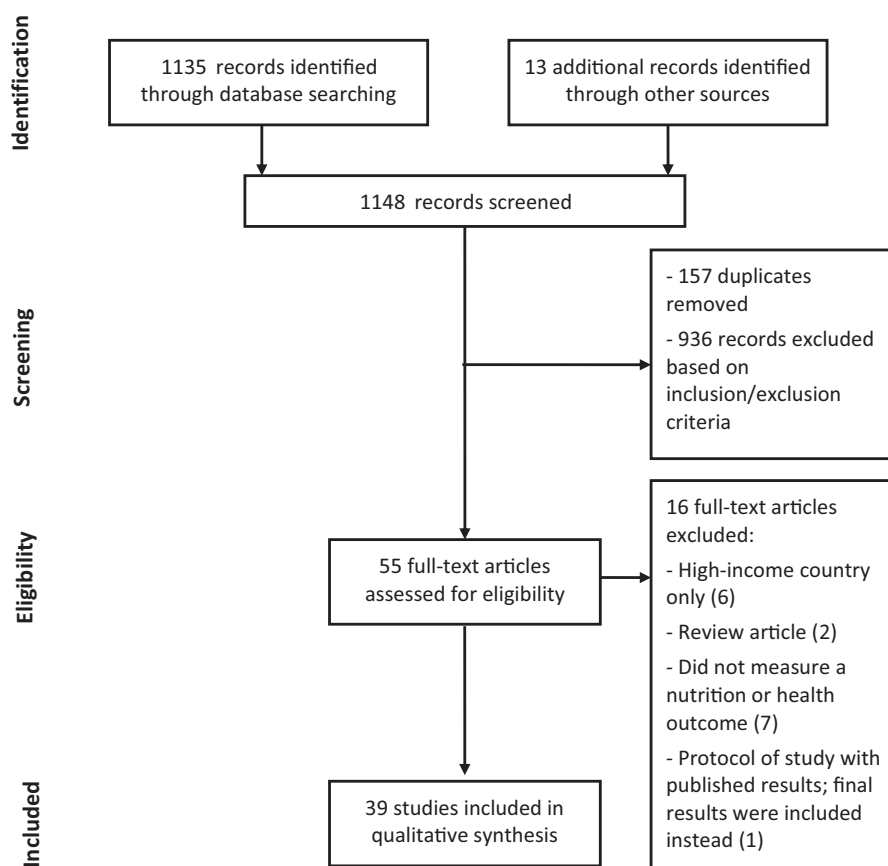 Identification
1135 records identified
through database searching
13 additional records identified
through other sources
1148 records screened
Screening
- 157 duplicates
removed
- 936 records excluded
based on
inclusion/exclusion
criteria
Eligibility
55 full-text articles
assessed for eligibility
16 full-text articles
excluded:
- High-income country
only (6)
- Review article (2)
- Did not measure a
nutrition or health
outcome (7)
- Protocol of study with
published results; final
results were included
instead (1)
Included
39 studies included in
qualitative synthesis